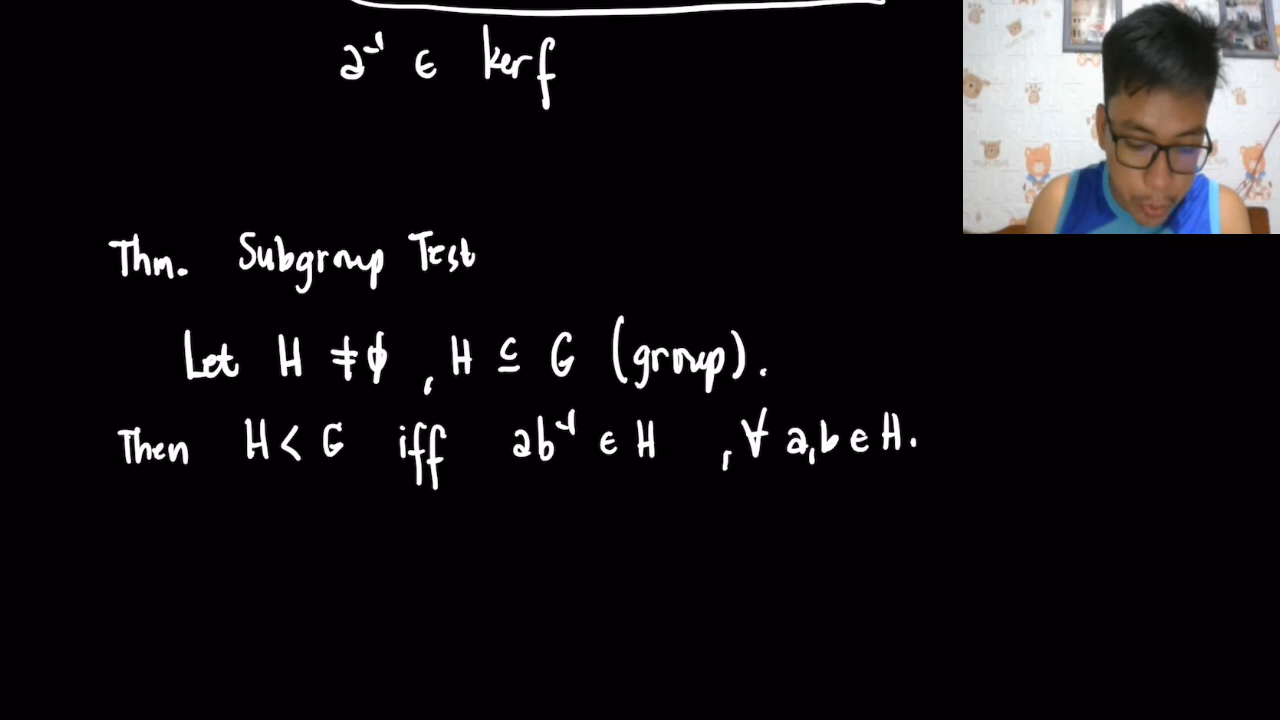 a⁻¹ ∈ ker f
Thm. Subgroup Test
Let H ≠ ϕ , H ⊆ G (group).
Then H < G iff ab⁻¹ ∈ H , ∀ a,b ∈ H.